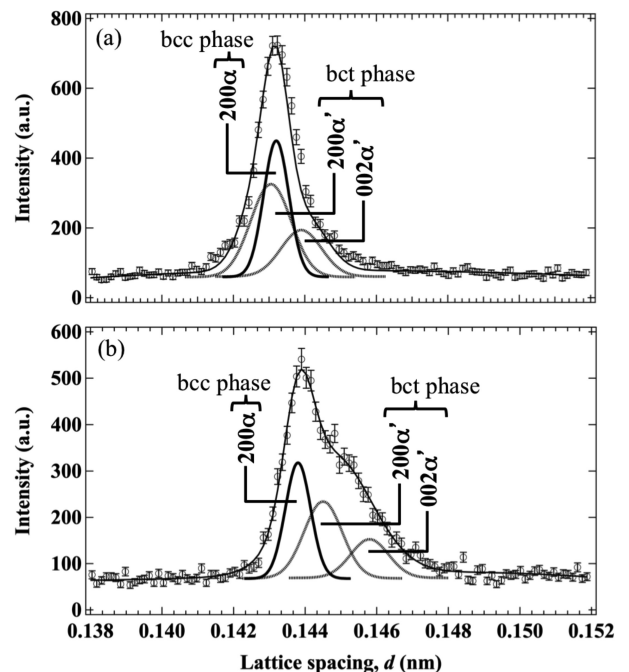 (a)
bcc phase
200α
bct phase
200α'
002α'
Intensity (a.u.)
800
600
400
200
0
(b)
bcc phase
200α
bct phase
200α'
002α'
Intensity (a.u.)
600
500
400
300
200
100
0
0.138 0.140 0.142 0.144 0.146 0.148 0.150 0.152
Lattice spacing, d (nm)